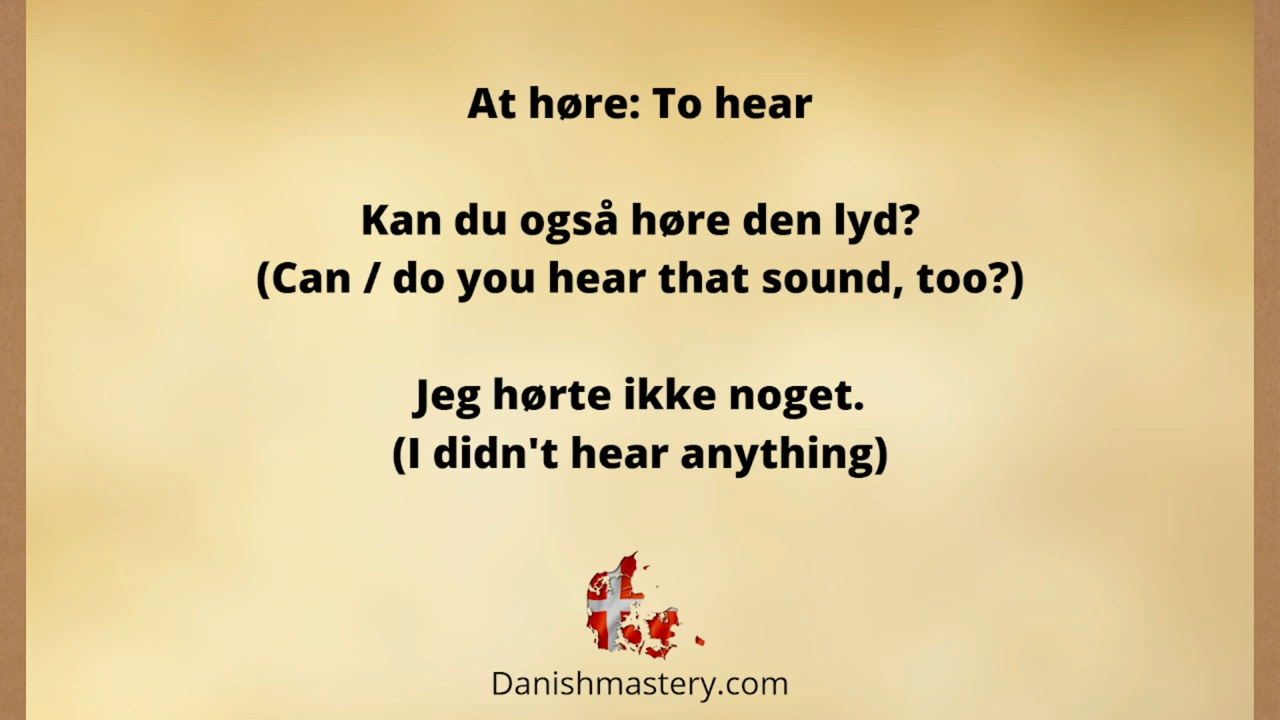 At høre: To hear
Kan du også høre den lyd?
(Can / do you hear that sound, too?)
Jeg hørte ikke noget.
(I didn't hear anything)
Danishmastery.com